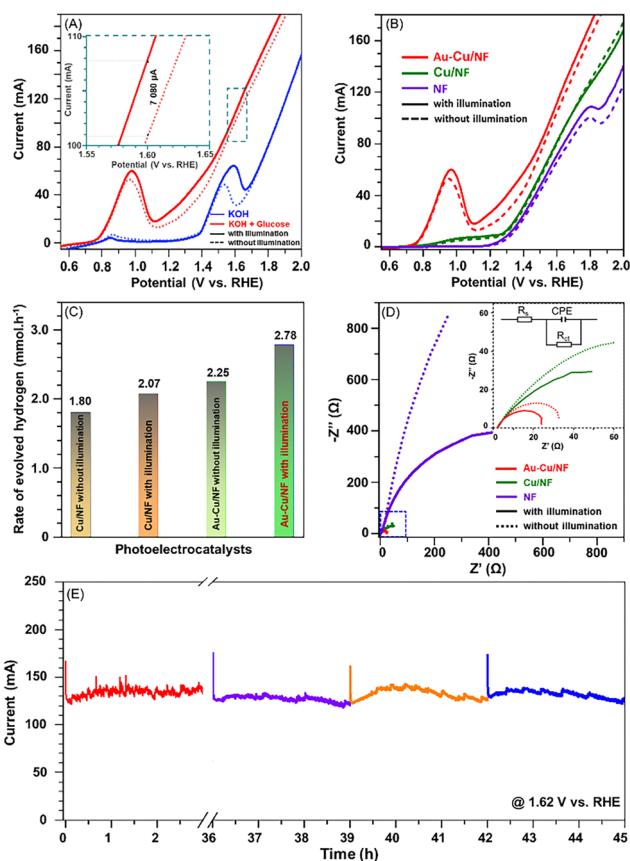 (A)
Current (mA)
160
120
80
40
0
0.6 0.8 1.0 1.2 1.4 1.6 1.8 2.0
Potential (V vs. RHE)
Current (mA)
110
100
7 080 µA
1.55 1.60 1.65
Potential (V vs. RHE)
KOH
KOH + Glucose
with illumination
without illumination
(B)
Current (mA)
160
120
80
40
0
0.6 0.8 1.0 1.2 1.4 1.6 1.8 2.0
Potential (V vs. RHE)
Au-Cu/NF
Cu/NF
NF
with illumination
without illumination
(C)
Rate of evolved hydrogen (mmol.h⁻¹)
3.0
2.0
1.0
0.0
1.80
2.07
2.25
2.78
Cu/NF without illumination
Cu/NF with illumination
Au-Cu/NF without illumination
Au-Cu/NF with illumination
Photoelectrocatalysts
(D)
-Z'' (Ω)
-800
-600
-400
-200
0
0 200 400 600 800
Z' (Ω)
Rs
CPE
Rct
-Z'' (Ω)
-60
-40
-20
0
0 20 40 60
Z' (Ω)
Au-Cu/NF
Cu/NF
NF
with illumination
without illumination
(E)
Current (mA)
250
200
150
100
50
0
0 1 2 36 37 38 39 40 41 42 43 44 45
Time (h)
@ 1.62 V vs. RHE